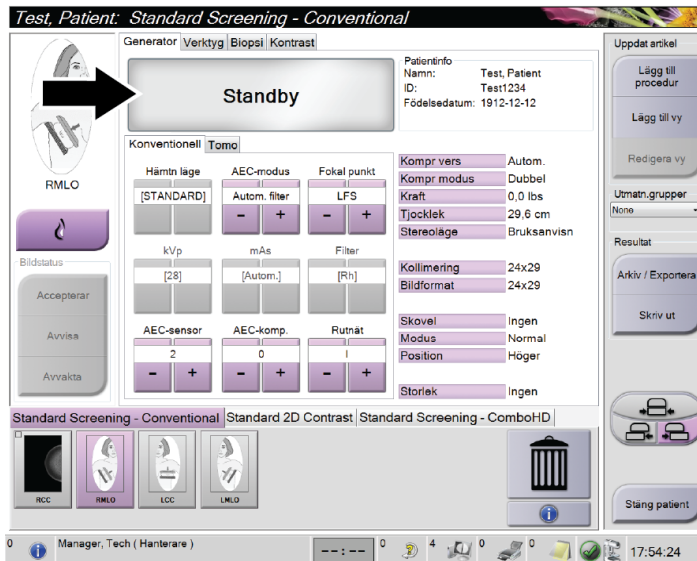 Test, Patient: Standard Screening - Conventional
Generator Verktyg Biopsi Kontrast
Standby
Patientinfo
Namn: Test, Patient
ID: Test1234
Födelsedatum: 1912-12-12
Uppdat artikel
Lägg till
procedur
Lägg till vy
Redigera vy
Utmatn.grupper
None
Resultat
Arkiv / Exportera
Skriv ut
Stäng patient
RMLO
Bildstatus
Accepterar
Avvisa
Avvakta
Konventionell Tomo
Hämtn läge AEC-modus Fokal punkt
[STANDARD] Autom. filter LFS
- + - +
kVp mAs Filter
[28] [Autom.] [Rh]
AEC-sensor AEC-komp. Rutnät
2 0 I
- + - + - +
Kompr vers Autom.
Kompr modus Dubbel
Kraft 0,0 lbs
Tjocklek 29,6 cm
Stereoläge Bruksanvisn
Kollimering 24x29
Bildformat 24x29
Skovel Ingen
Modus Normal
Position Höger
Storlek Ingen
Standard Screening - Conventional Standard 2D Contrast Standard Screening - ComboHD
RCC RMLO LCC LMLO
0 Manager, Tech ( Hanterare ) --:-- 0 4 0 0 17:54:24